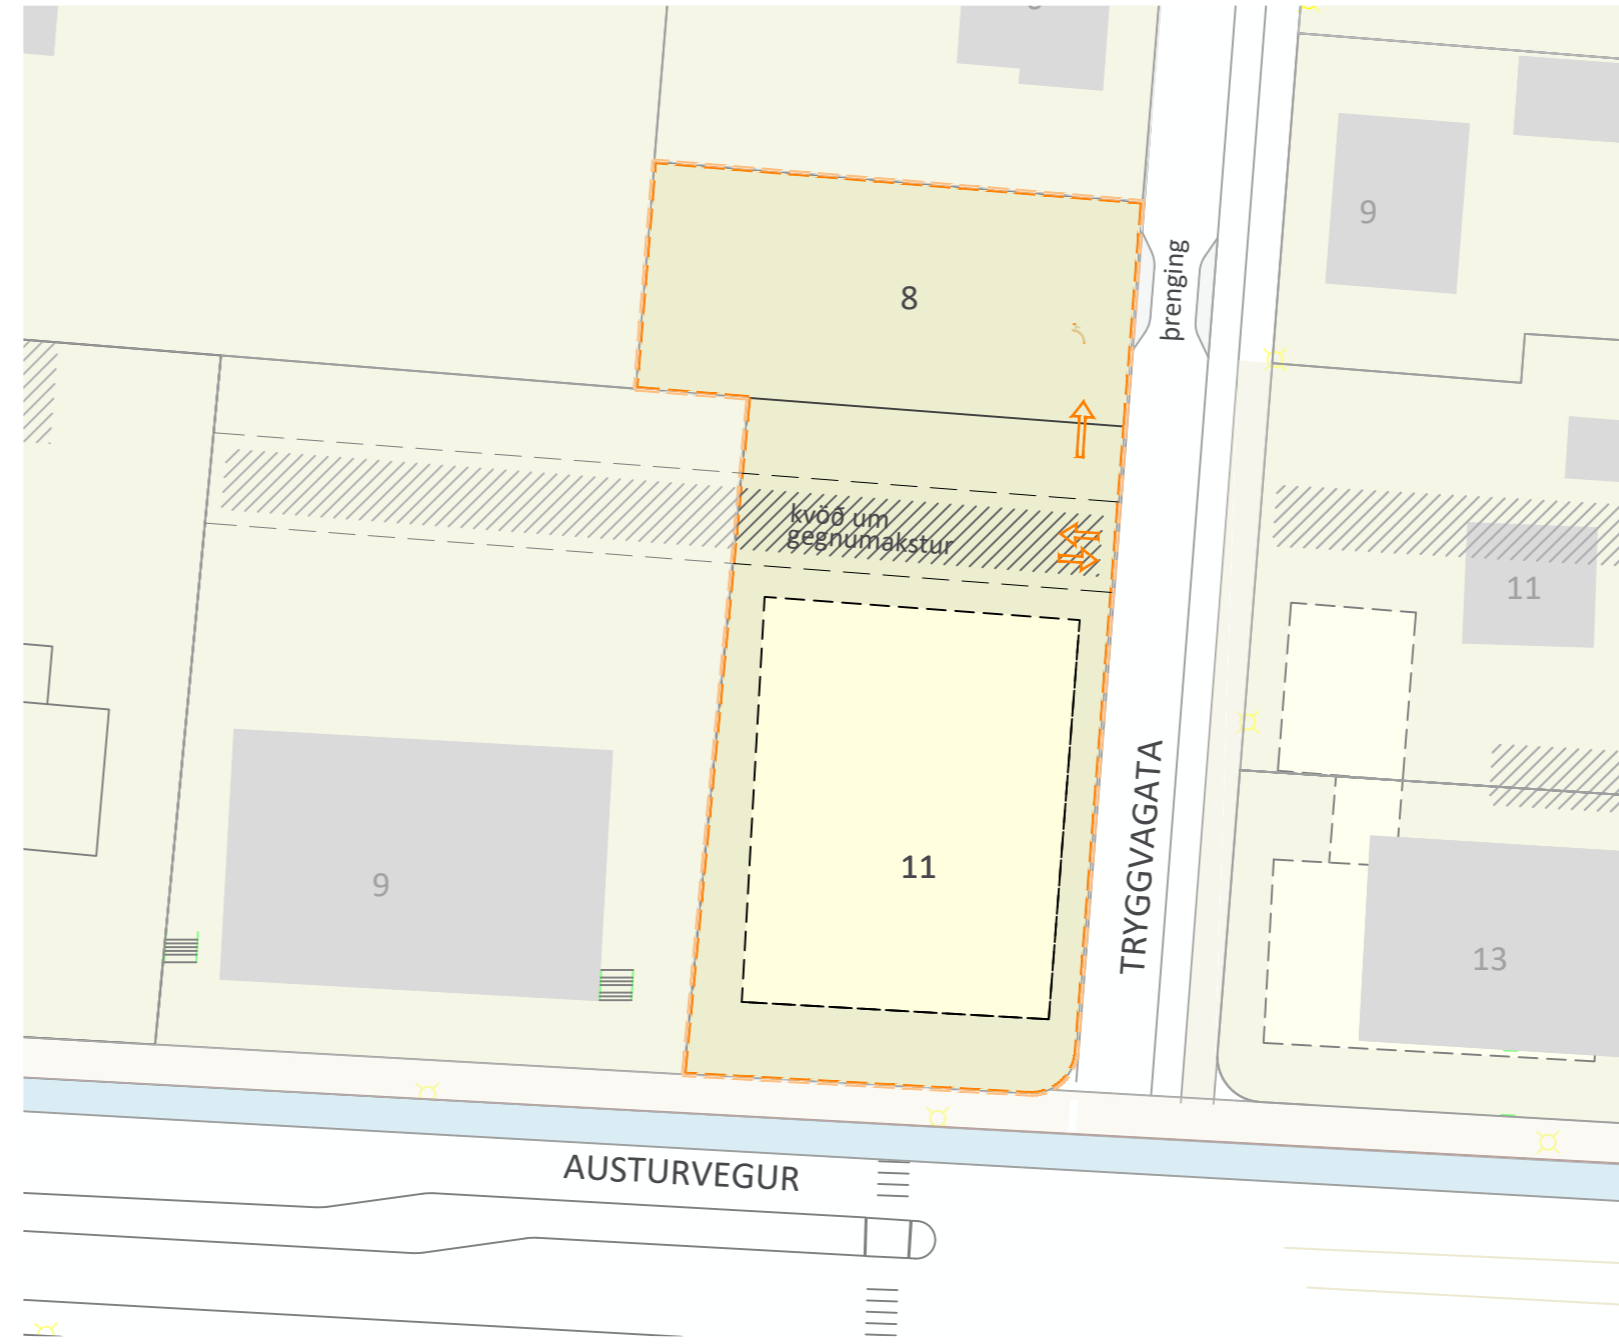 9
8
þrenging
kvöð um
gegnumakstur
11
TRYGGVAGATA
11
9
13
AUSTURVEGUR